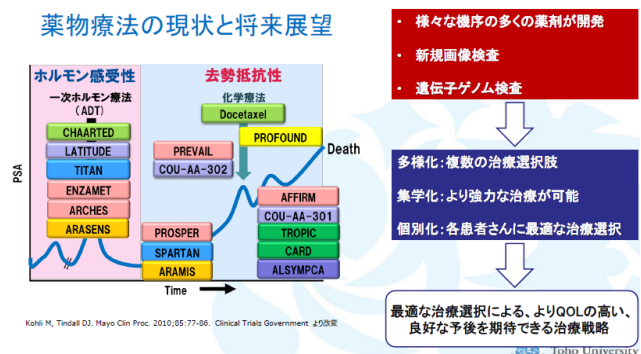 薬物療法の現状と将来展望
ホルモン感受性
去勢抵抗性
一次ホルモン療法
（ADT）
化学療法
Docetaxel
CHAARTED
LATITUDE
TITAN
ENZAMET
ARCHES
ARASENS
PREVAIL
COU-AA-302
PROFOUND
Death
PROSPER
SPARTAN
ARAMIS
AFFIRM
COU-AA-301
TROPIC
CARD
ALSYMPCA
PSA
Time
Kohli M, Tindall DJ. Mayo Clin Proc. 2010;85:77-86. Clinical Trials Government より改変
・ 様々な機序の多くの薬剤が開発
・ 新規画像検査
・ 遺伝子ゲノム検査
多様化：複数の治療選択肢
集学化：より強力な治療が可能
個別化：各患者さんに最適な治療選択
最適な治療選択による、よりQOLの高い、
良好な予後を期待できる治療戦略
Toho University